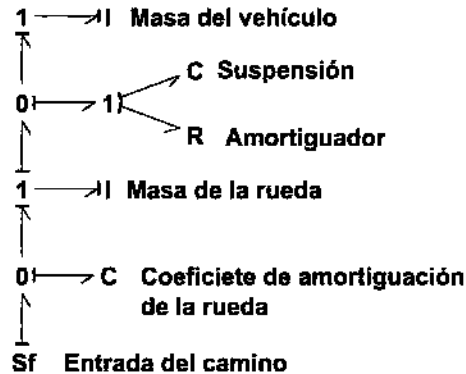 1 I Masa del vehículo
C Suspensión
0 1
R Amortiguador
1 I Masa de la rueda
0 C Coeficiete de amortiguación
de la rueda
Sf Entrada del camino